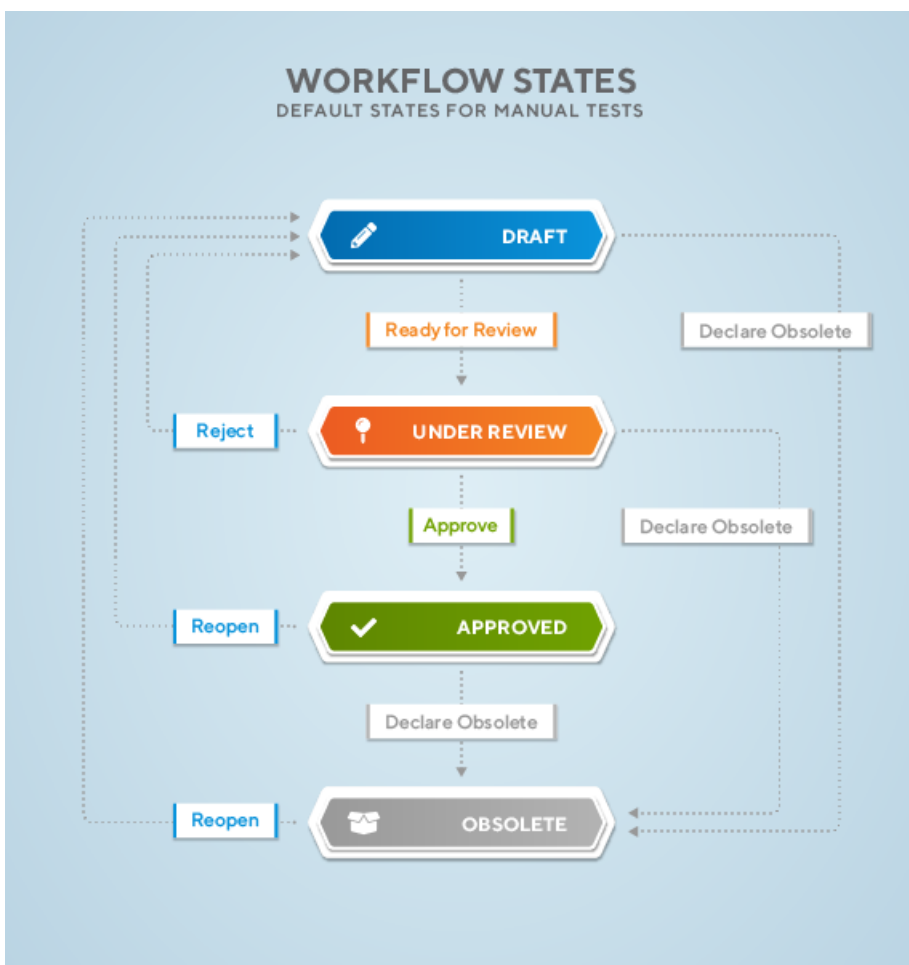 WORKFLOW STATES
DEFAULT STATES FOR MANUAL TESTS
DRAFT
Ready for Review
Declare Obsolete
Reject
UNDER REVIEW
Approve
Declare Obsolete
Reopen
APPROVED
Declare Obsolete
Reopen
OBSOLETE